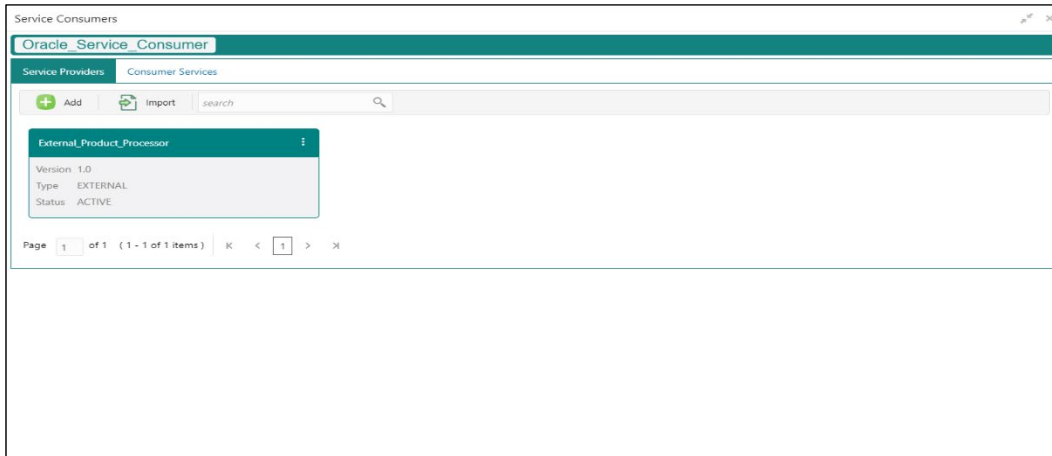 Service Consumers
Oracle_Service_Consumer
Service Providers Consumer Services
Add Import search
External_Product_Processor
Version 1.0
Type EXTERNAL
Status ACTIVE
Page 1 of 1 (1 - 1 of 1 items) K < 1 > >|